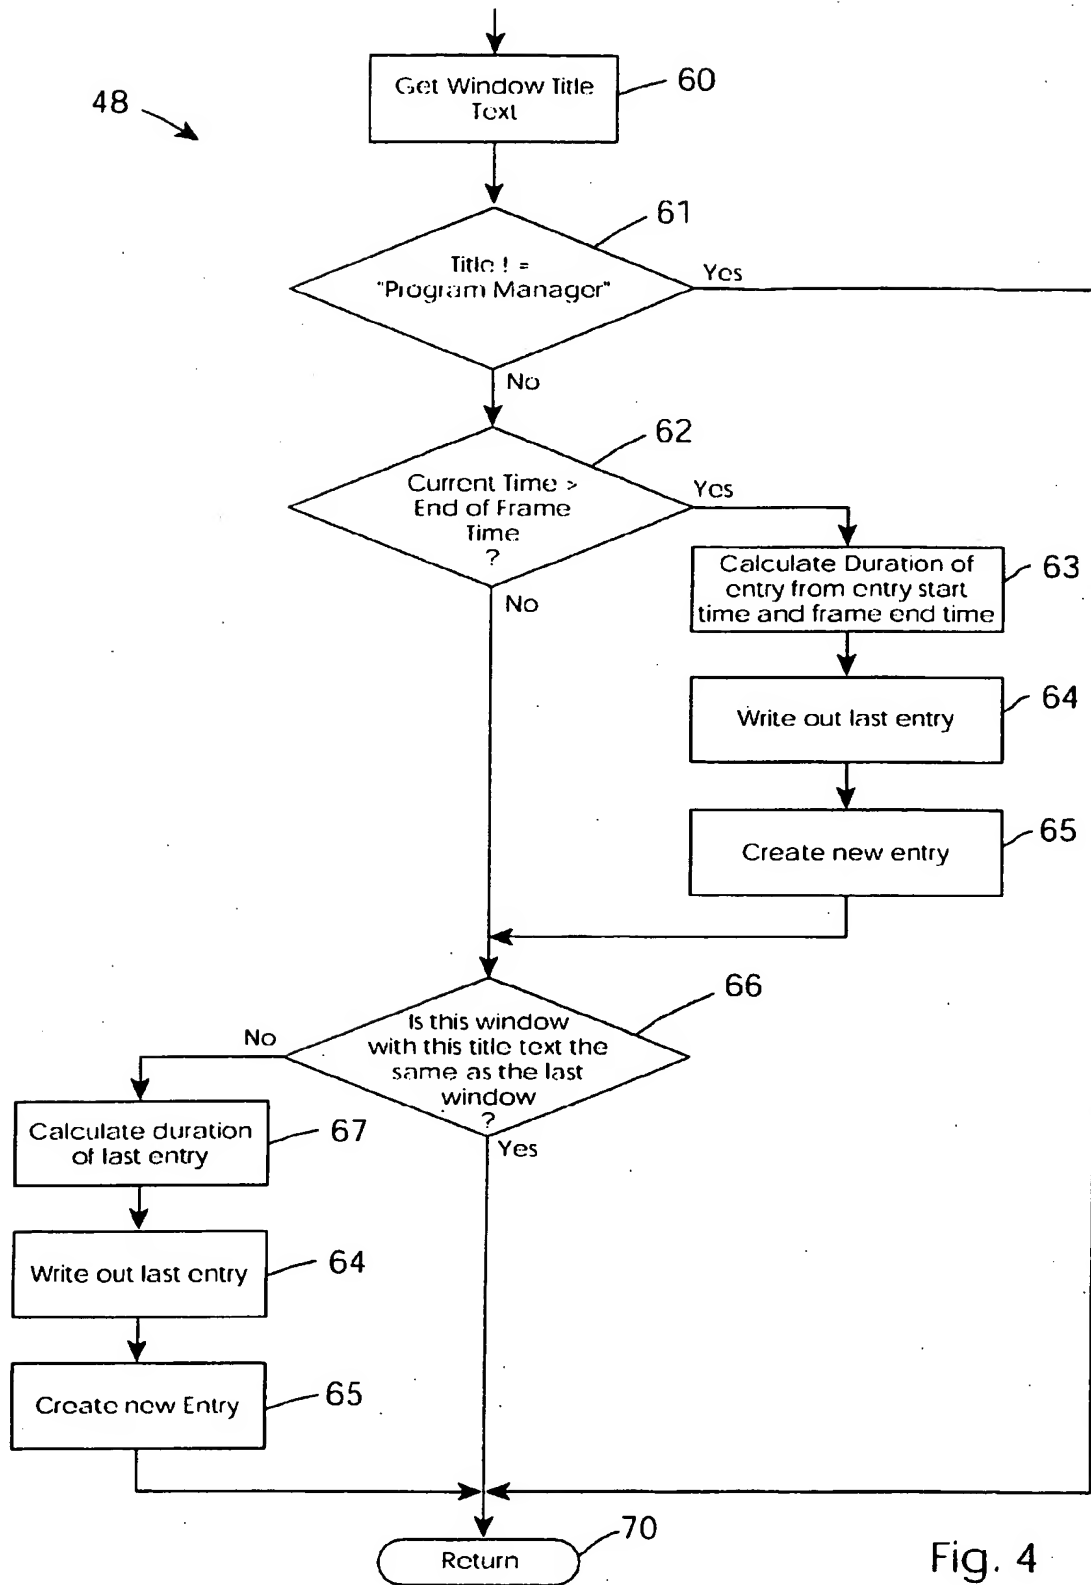 Get Window Title
Text
60
48
61
Title ! =
"Program Manager"
Yes
No
62
Current Time >
End of Frame
Time
?
Yes
No
Calculate Duration of
entry from entry start
time and frame end time
63
Write out last entry
64
Create new entry
65
66
Is this window
with this title text the
same as the last
window
?
No
Yes
Calculate duration
of last entry
67
Write out last entry
64
Create new Entry
65
70
Return
Fig. 4